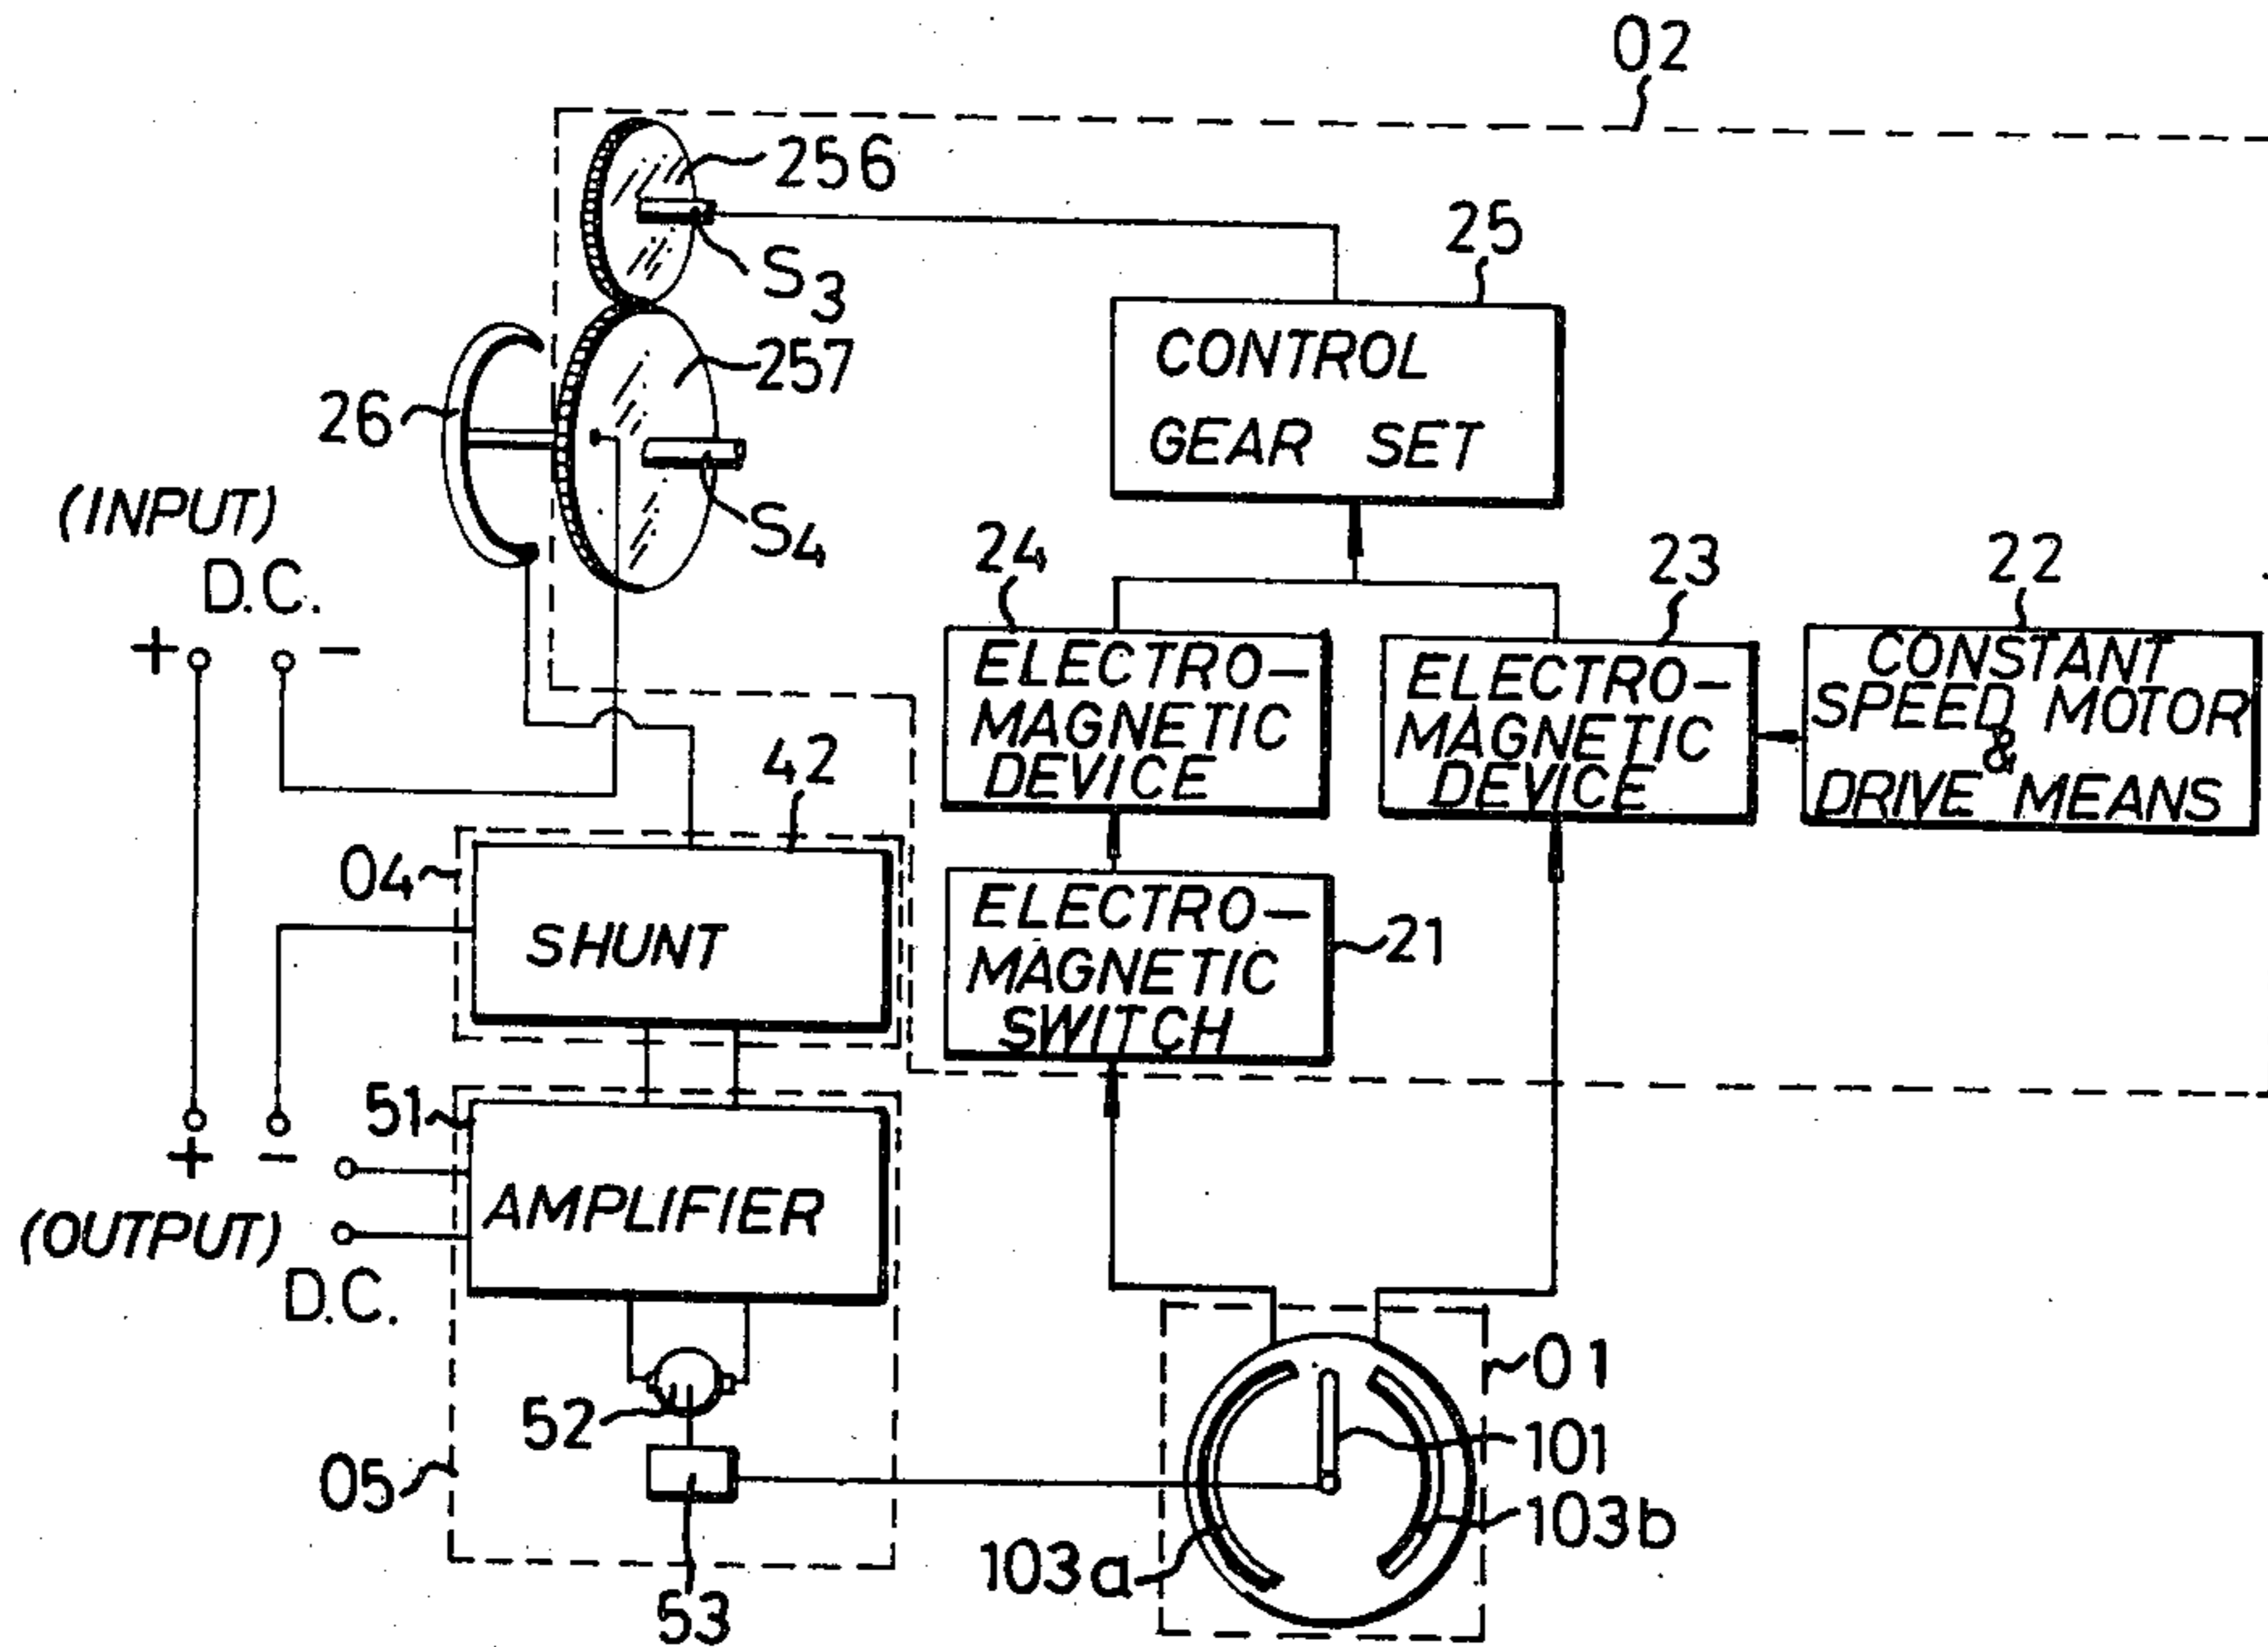 02
256
S3
25
CONTROL
GEAR SET
257
26
(INPUT)
D.C.
+ -
S4
24
23
22
ELECTRO-
MAGNETIC
DEVICE
ELECTRO-
MAGNETIC
DEVICE
CONSTANT
SPEED MOTOR
&
DRIVE MEANS
42
04
SHUNT
ELECTRO-
MAGNETIC
SWITCH
21
51
+ -
AMPLIFIER
(OUTPUT)
D.C.
52
05
53
01
101
103b
103a